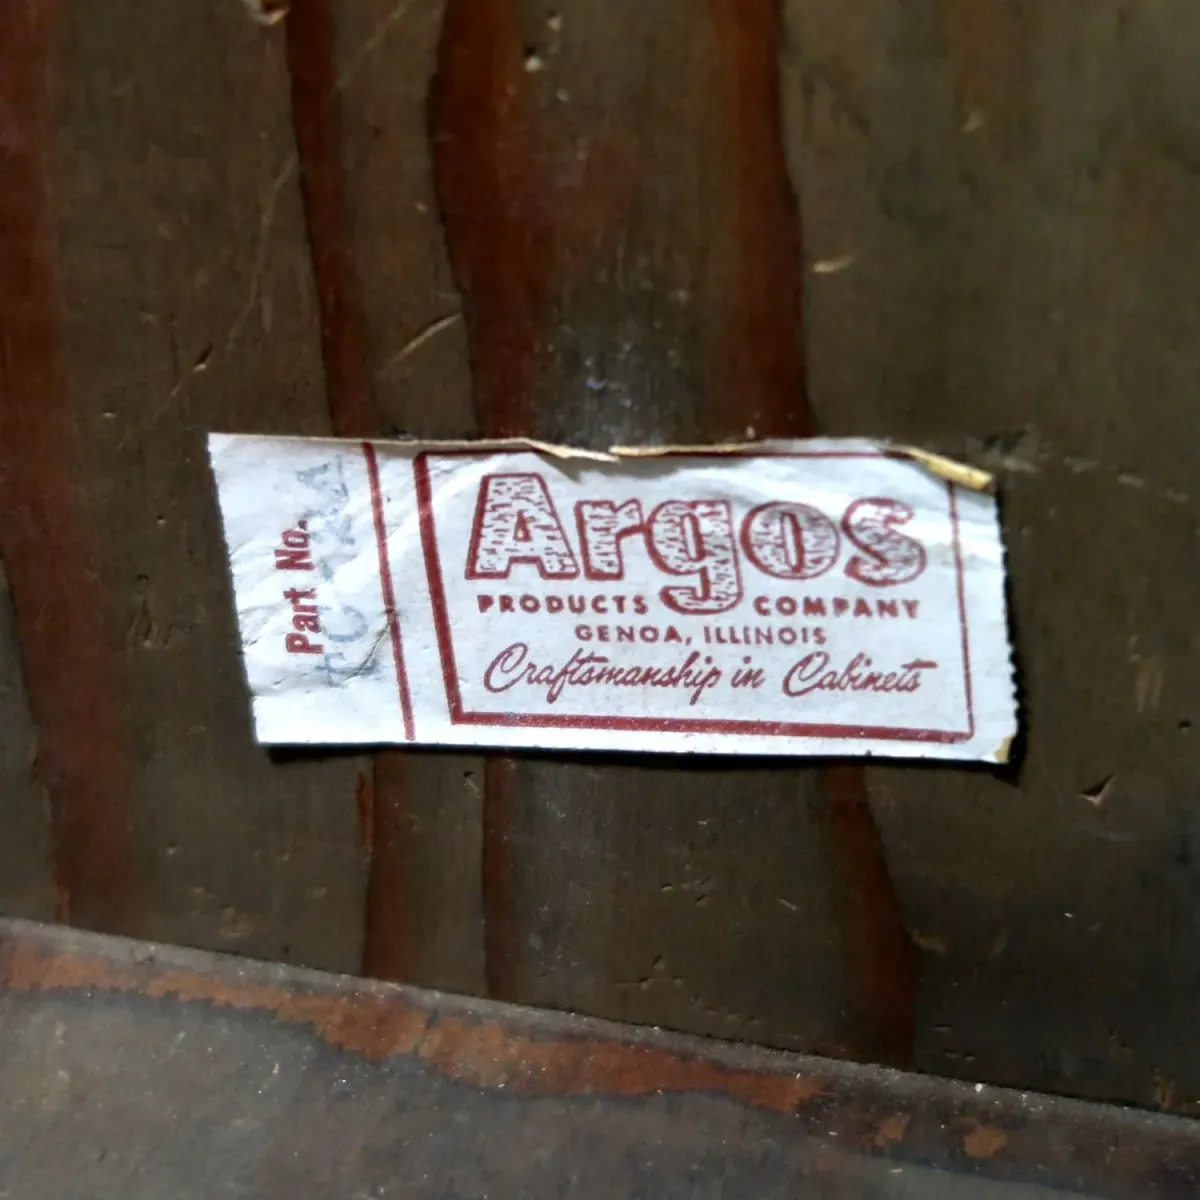 Part No.
Argos
PRODUCTS COMPANY
GENOA, ILLINOIS
Craftsmanship in Cabinets